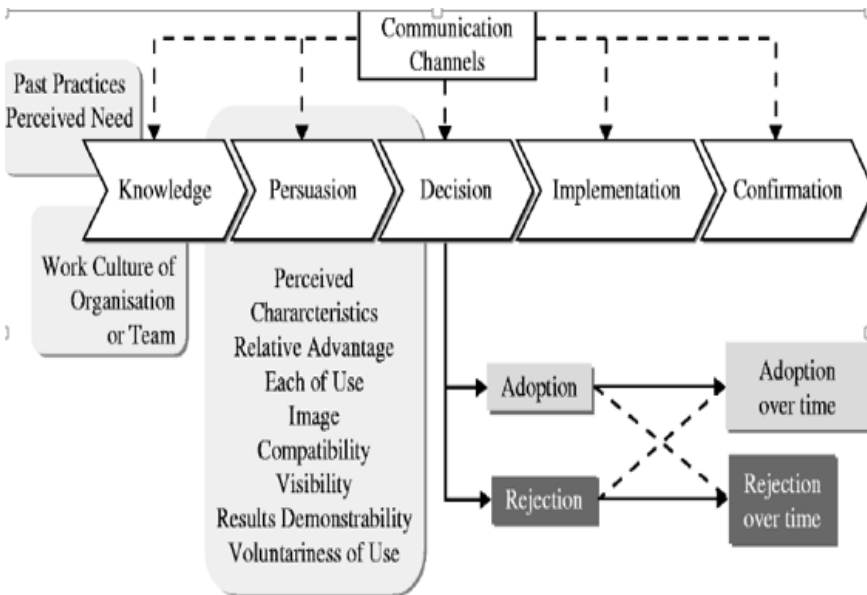 Communication
Channels
Past Practices
Perceived Need
Knowledge
Persuasion
Decision
Implementation
Confirmation
Work Culture of
Organisation
or Team
Perceived
Chararcteristics
Relative Advantage
Each of Use
Image
Compatibility
Visibility
Results Demonstrability
Voluntariness of Use
Adoption
Adoption
over time
Rejection
Rejection
over time